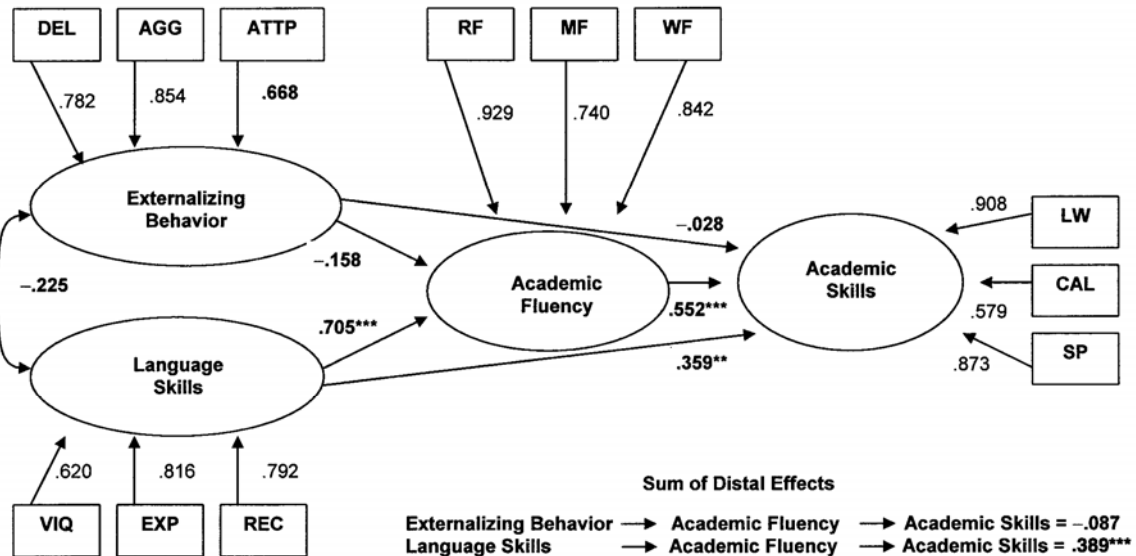 DEL AGG ATTP RF MF WF
.782 .854 .668 .929 .740 .842
Externalizing
Behavior
-.028
.908 LW
-.158
-.225
Academic
Fluency
.552***
Academic
Skills
CAL
.579
.705***
.359**
SP
.873
Language
Skills
.620 .816 .792
VIQ EXP REC
Sum of Distal Effects
Externalizing Behavior → Academic Fluency → Academic Skills = -.087
Language Skills → Academic Fluency → Academic Skills = .389***